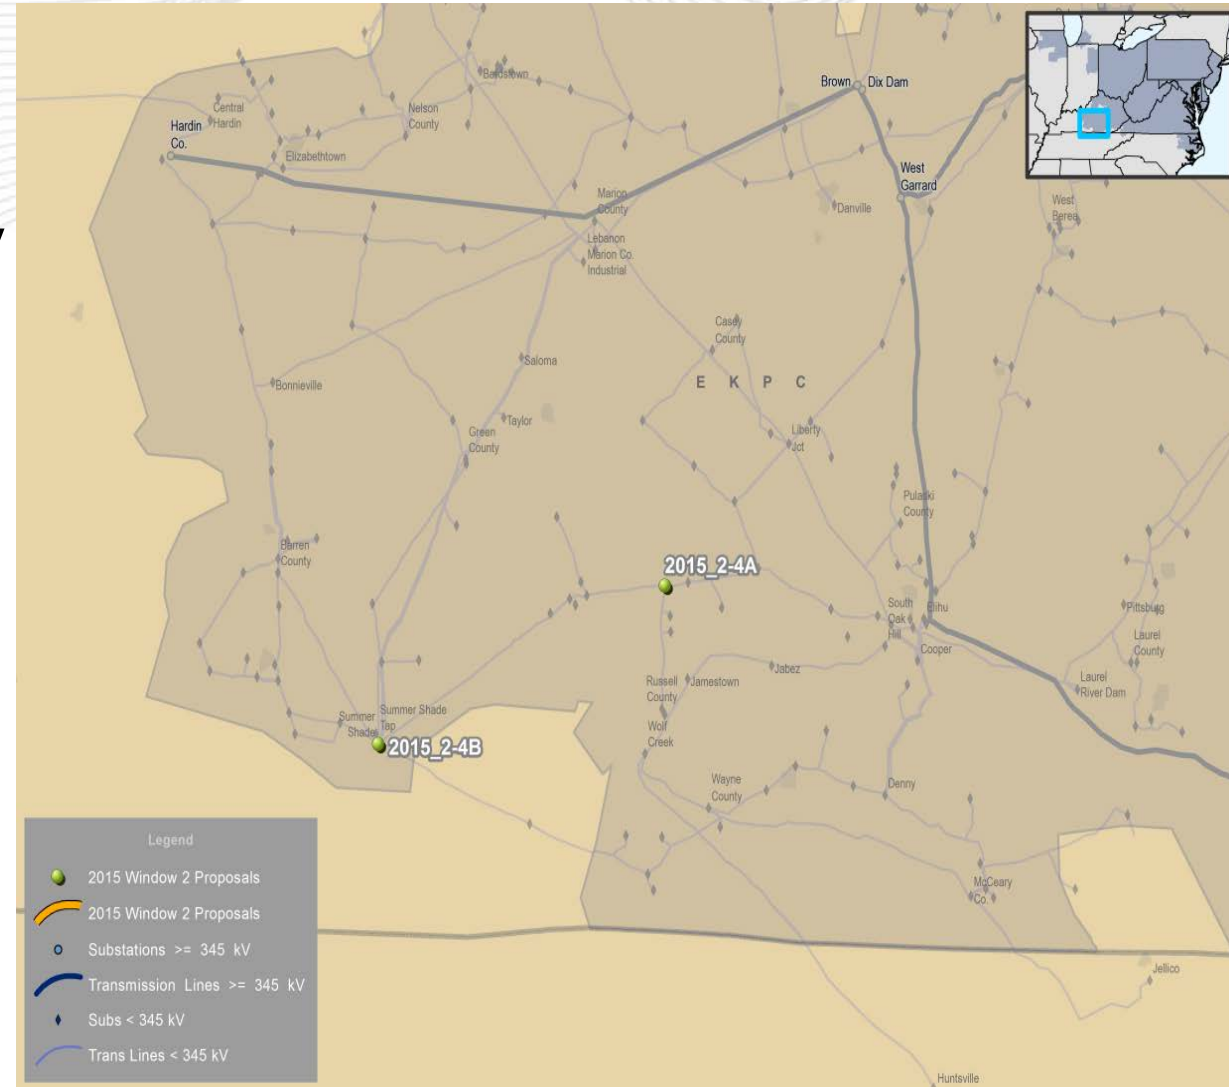 Bardstown
Central
Hardin
Nelson
County
Brown
Dix Dam
Hardin
Co.
Elizabethtown
West
Garrard
Marion
County
Danville
West
Berea
Lebanon
Marion Co.
Industrial
Casey
County
Saloma
E K P C
Bonnieville
Taylor
Green
County
Liberty
Jct
Pulaski
County
Barren
County
2015_2-4A
South
Oak
Hill
Elihu
Cooper
Pittsburg
Laurel
County
Jabez
Russell
County
Jamestown
Laurel
River Dam
Summer
Shade
Summer Shade
Tap
Wolf
Creek
2015_2-4B
Wayne
County
Denny
McCeary
Co.
Jellico
Huntsville
Legend
2015 Window 2 Proposals
2015 Window 2 Proposals
Substations >= 345 kV
Transmission Lines >= 345 kV
Subs < 345 kV
Trans Lines < 345 kV